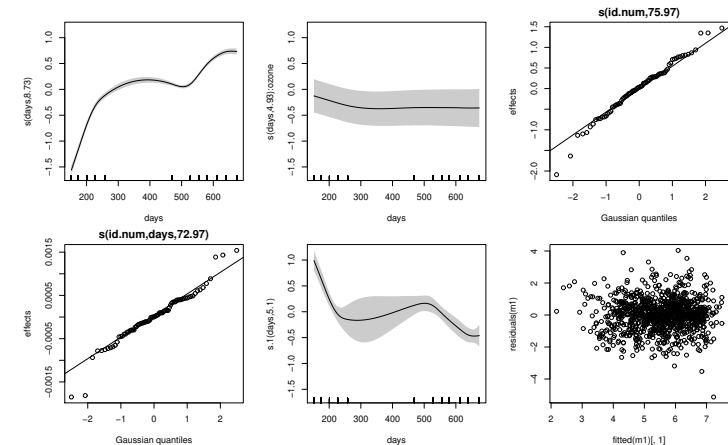 s(days,8.73)
1.0
0.5
0.0
-0.5
-1.0
-1.5
200 300 400 500 600
days
s(days,4.93):ozone
1.0
0.5
0.0
-0.5
-1.0
-1.5
200 300 400 500 600
days
s(id.num,75.97)
effects
1.5
0.5
0.0
-1.0
-2.0
-2 -1 0 1 2
Gaussian quantiles
s(id.num,days,72.97)
effects
0.0015
0.0005
-0.0005
-0.0015
-2 -1 0 1 2
Gaussian quantiles
s.1(days,5.1)
1.0
0.5
0.0
-0.5
-1.0
-1.5
200 300 400 500 600
days
residuals(m1)
4
2
0
-2
-4
2 3 4 5 6 7
fitted(m1)[, 1]